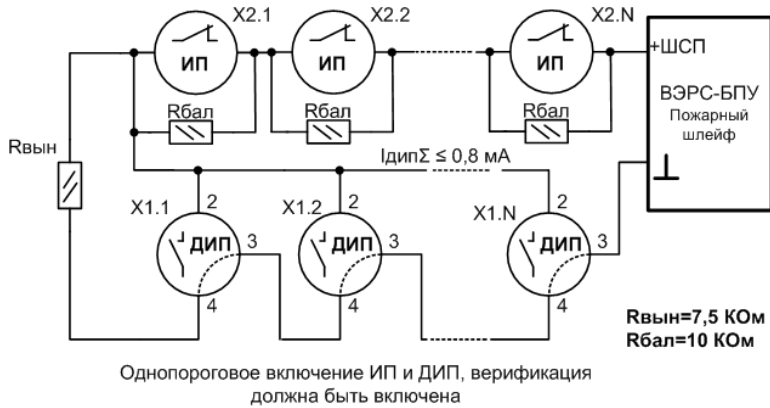 X2.1
X2.2
X2.N
ИП
ИП
ИП
+ШСП
ВЭРС-БПУ
Пожарный
шлейф
Rбал
Rбал
Rбал
Rвын
IдипΣ ≤ 0,8 мА
X1.1
2
X1.2
2
X1.N
2
ДИП
3
ДИП
3
ДИП
3
4
4
4
Rвын=7,5 КОм
Rбал=10 КОм
Однопороговое включение ИП и ДИП, верификация
должна быть включена